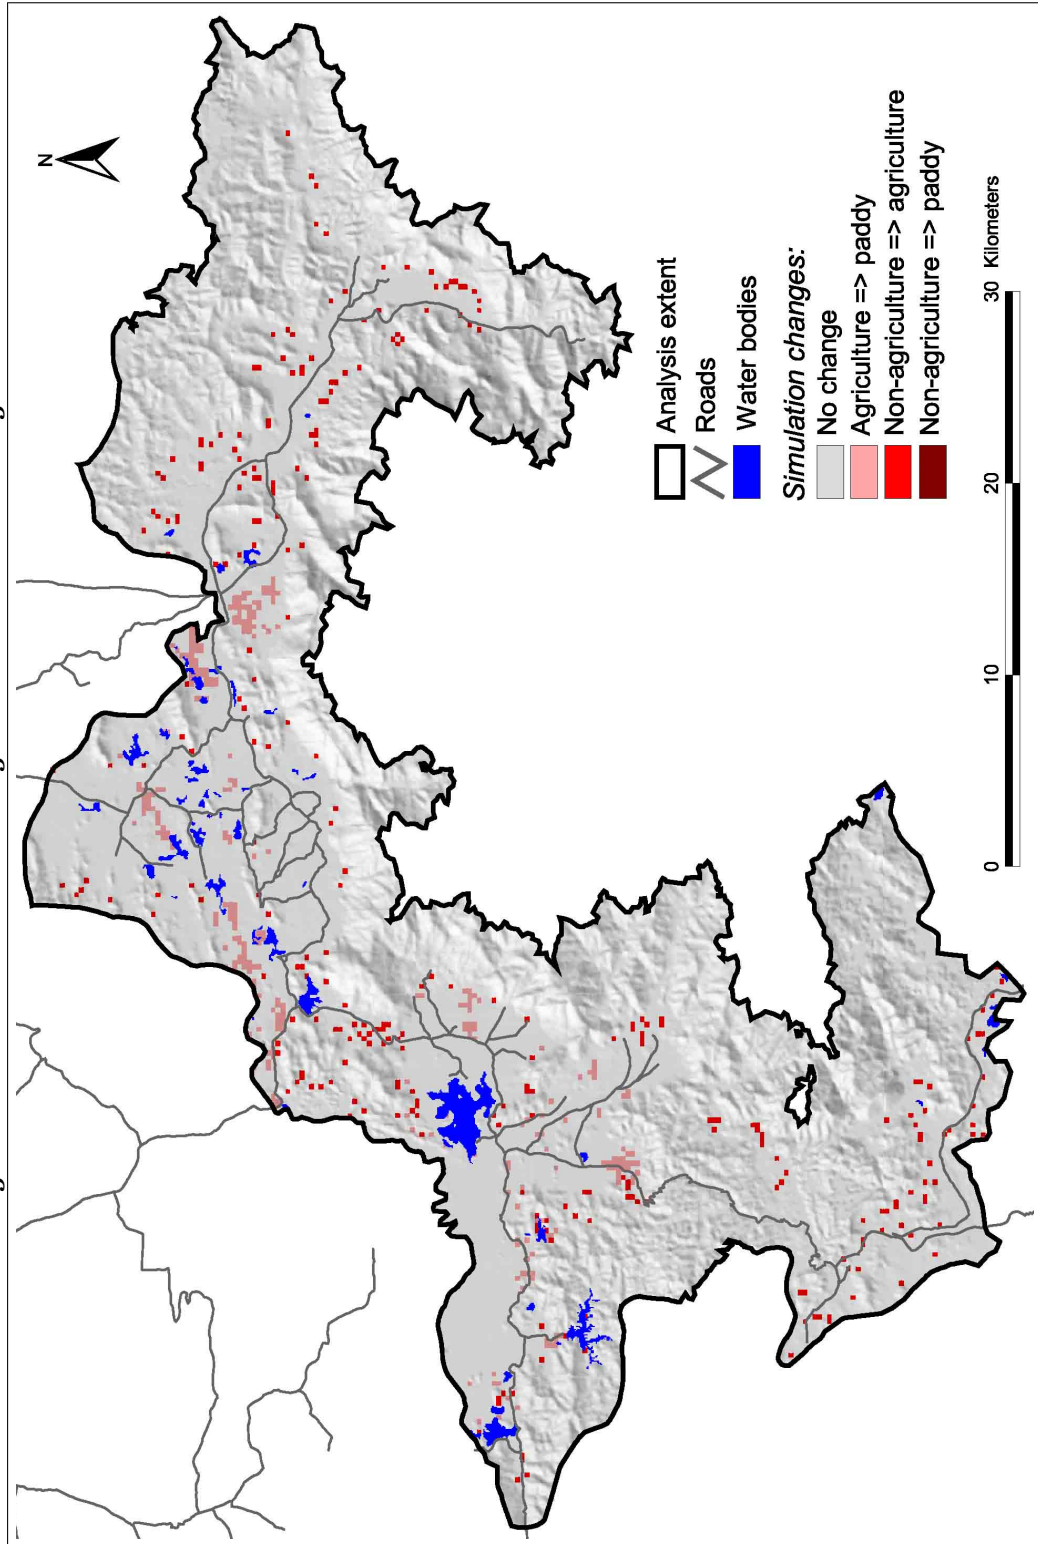 N
Analysis extent
Roads
Water bodies
Simulation changes:
No change
Agriculture => paddy
Non-agriculture => agriculture
Non-agriculture => paddy
0 10 20 30 Kilometers